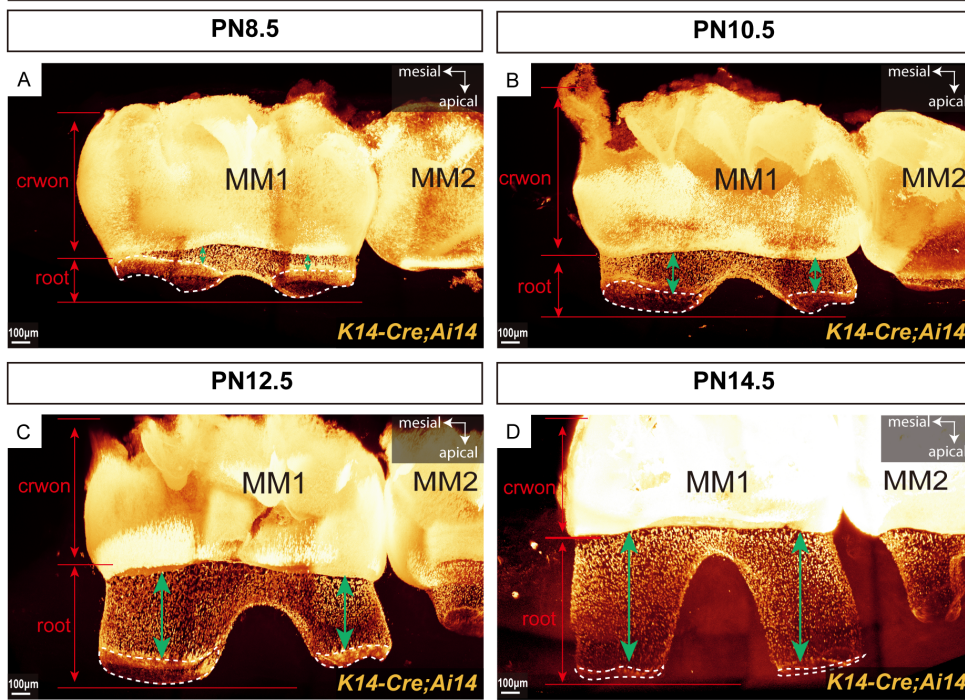 PN8.5
PN10.5
A
mesial
apical
crwon
root
MM1
MM2
100μm
K14-Cre;Ai14
B
mesial
apical
crwon
root
MM1
MM2
100μm
K14-Cre;Ai14
PN12.5
PN14.5
C
mesial
apical
crwon
root
MM1
MM2
100μm
K14-Cre;Ai14
D
mesial
apical
crwon
root
MM1
MM2
100μm
K14-Cre;Ai14